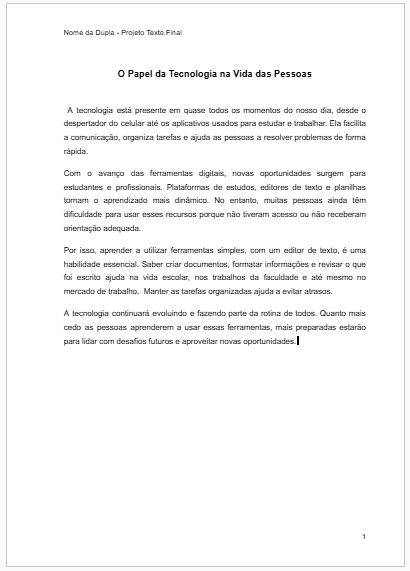 Nome da Dupla - Projeto Texto Final
O Papel da Tecnologia na Vida das Pessoas
A tecnologia está presente em quase todos os momentos do nosso dia, desde o
despertador do celular até os aplicativos usados para estudar e trabalhar. Ela facilita
a comunicação, organiza tarefas e ajuda as pessoas a resolver problemas de forma
rápida.
Com o avanço das ferramentas digitais, novas oportunidades surgem para
estudantes e profissionais. Plataformas de estudos, editores de texto e planilhas
tornam o aprendizado mais dinâmico. No entanto, muitas pessoas ainda têm
dificuldade para usar esses recursos porque não tiveram acesso ou não receberam
orientação adequada.
Por isso, aprender a utilizar ferramentas simples, com um editor de texto, é uma
habilidade essencial. Saber criar documentos, formatar informações e revisar o que
foi escrito ajuda na vida escolar, nos trabalhos da faculdade e até mesmo no
mercado de trabalho. Manter as tarefas organizadas ajuda a evitar atrasos.
A tecnologia continuará evoluindo e fazendo parte da rotina de todos. Quanto mais
cedo as pessoas aprenderem a usar essas ferramentas, mais preparadas estarão
para lidar com desafios futuros e aproveitar novas oportunidades.
1